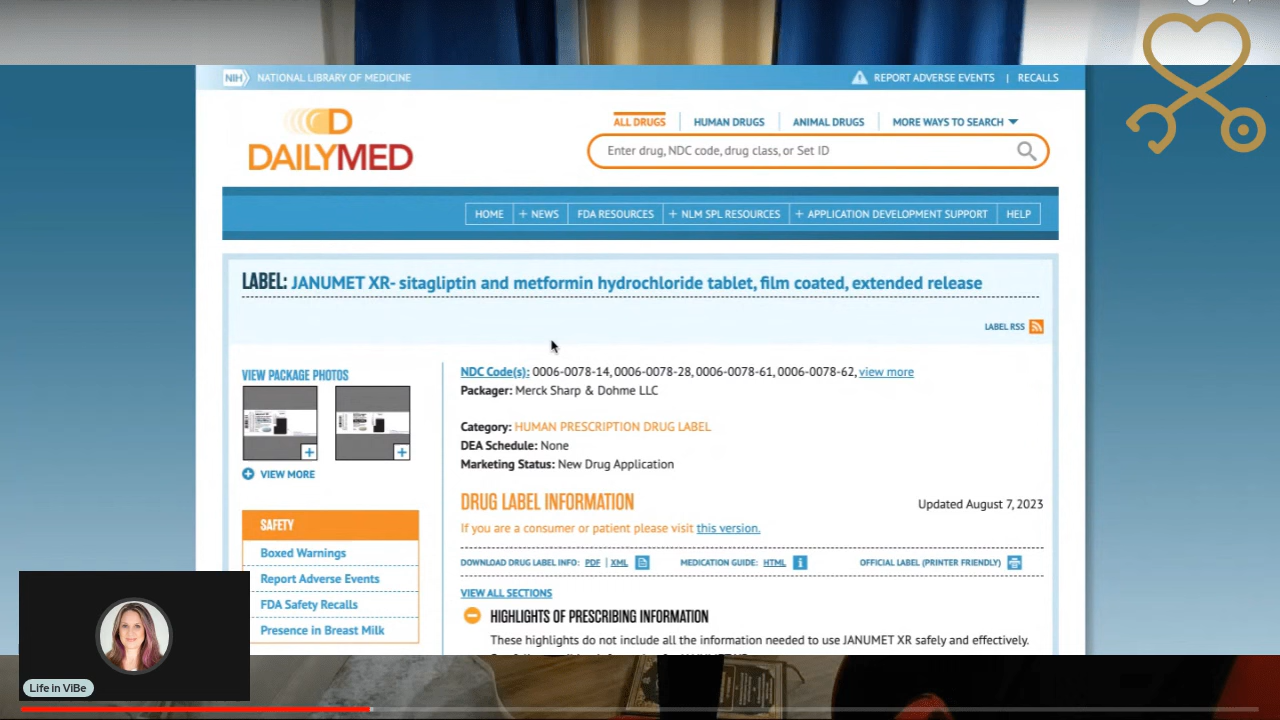 NIH NATIONAL LIBRARY OF MEDICINE
REPORT ADVERSE EVENTS | RECALLS
DAILYMED
ALL DRUGS HUMAN DRUGS ANIMAL DRUGS MORE WAYS TO SEARCH
Enter drug, NDC code, drug class, or Set ID
HOME + NEWS FDA RESOURCES + NLM SPL RESOURCES + APPLICATION DEVELOPMENT SUPPORT HELP
LABEL: JANUMET XR- sitagliptin and metformin hydrochloride tablet, film coated, extended release
LABEL RSS
VIEW PACKAGE PHOTOS
VIEW MORE
SAFETY
Boxed Warnings
Report Adverse Events
FDA Safety Recalls
Presence in Breast Milk
NDC Code(s): 0006-0078-14, 0006-0078-28, 0006-0078-61, 0006-0078-62, view more
Packager: Merck Sharp & Dohme LLC
Category: HUMAN PRESCRIPTION DRUG LABEL
DEA Schedule: None
Marketing Status: New Drug Application
DRUG LABEL INFORMATION
Updated August 7, 2023
If you are a consumer or patient please visit this version.
DOWNLOAD DRUG LABEL INFO: PDF | XML MEDICATION GUIDE: HTML OFFICIAL LABEL (PRINTER FRIENDLY)
VIEW ALL SECTIONS
HIGHLIGHTS OF PRESCRIBING INFORMATION
These highlights do not include all the information needed to use JANUMET XR safely and effectively.
Life in ViBe